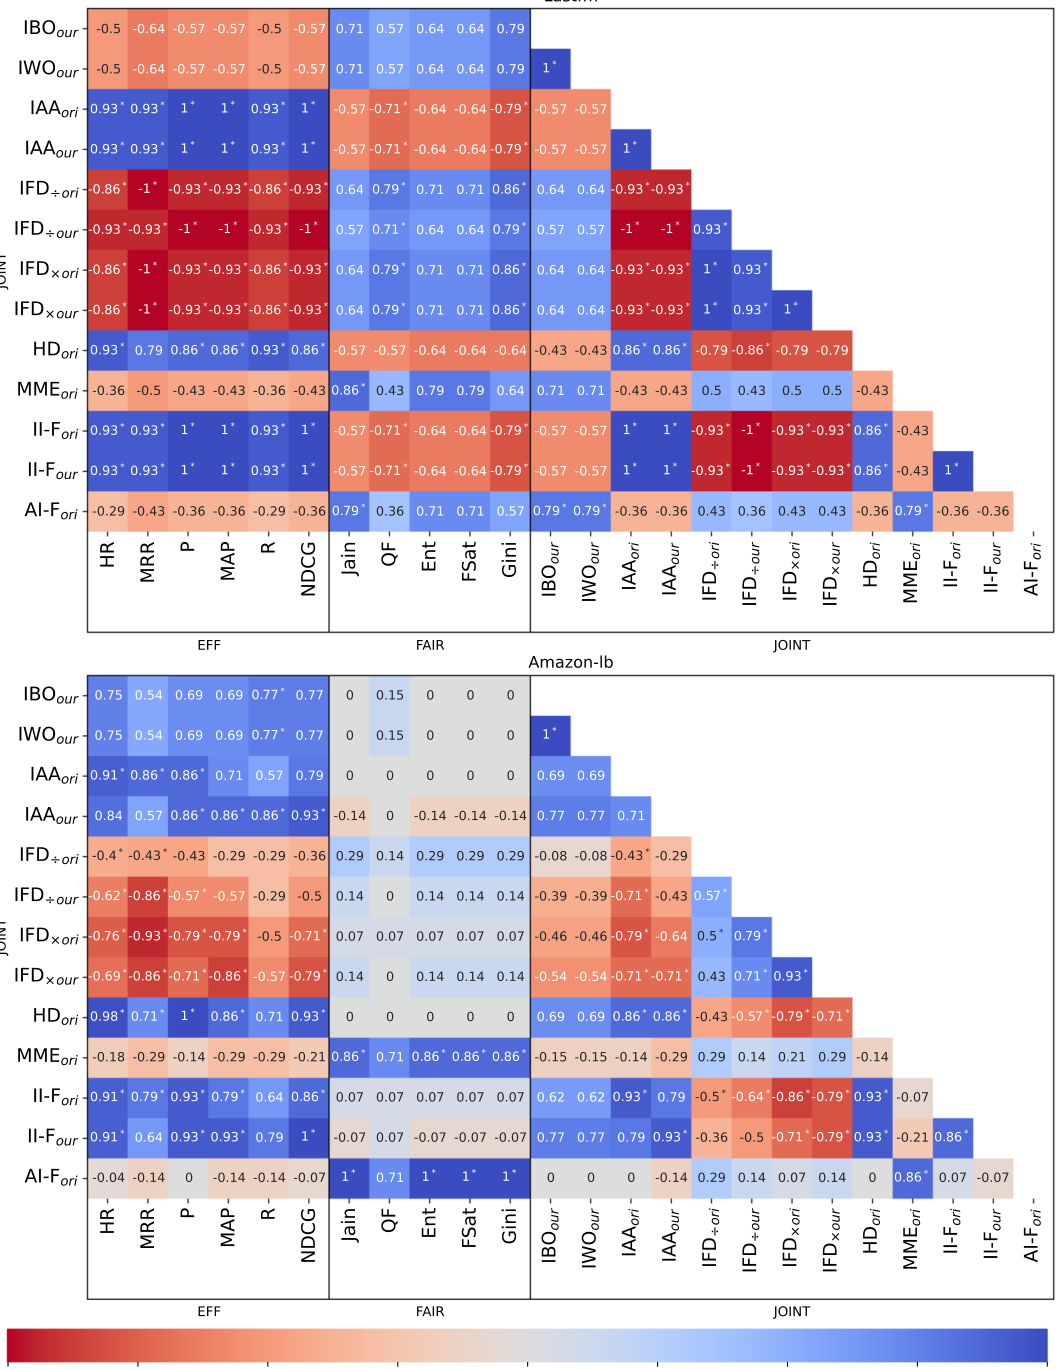 IBOour -0.5 -0.64 -0.57 -0.57 -0.5 -0.57 0.71 0.57 0.64 0.64 0.79
IWOour -0.5 -0.64 -0.57 -0.57 -0.5 -0.57 0.71 0.57 0.64 0.64 0.79 1*
IAAori 0.93* 0.93* 1* 1* 0.93* 1* -0.57 -0.71* -0.64 -0.64 -0.79* -0.57 -0.57
IAAour 0.93* 0.93* 1* 1* 0.93* 1* -0.57 -0.71* -0.64 -0.64 -0.79* -0.57 -0.57 1*
IFD÷ori -0.86* -1* -0.93* -0.93* -0.86* -0.93* 0.64 0.79* 0.71 0.71 0.86* 0.64 0.64 -0.93* -0.93*
IFD÷our -0.93* -0.93* -1* -1* -0.93* -1* 0.57 0.71* 0.64 0.64 0.79* 0.57 0.57 -1* -1* 0.93*
IFD×ori -0.86* -1* -0.93* -0.93* -0.86* -0.93* 0.64 0.79* 0.71 0.71 0.86* 0.64 0.64 -0.93* -0.93* 1* 0.93*
IFD×our -0.86* -1* -0.93* -0.93* -0.86* -0.93* 0.64 0.79* 0.71 0.71 0.86* 0.64 0.64 -0.93* -0.93* 1* 0.93* 1*
HDori 0.93* 0.79 0.86* 0.86* 0.93* 0.86* -0.57 -0.57 -0.64 -0.64 -0.64 -0.43 -0.43 0.86* 0.86* -0.79 -0.86* -0.79 -0.79
MMEori -0.36 -0.5 -0.43 -0.43 -0.36 -0.43 0.86* 0.43 0.79 0.79 0.64 0.71 0.71 -0.43 -0.43 0.5 0.43 0.5 0.5 -0.43
II-Fori 0.93* 0.93* 1* 1* 0.93* 1* -0.57 -0.71* -0.64 -0.64 -0.79* -0.57 -0.57 1* 1* -0.93* -1* -0.93* -0.93* 0.86* -0.43
II-Four 0.93* 0.93* 1* 1* 0.93* 1* -0.57 -0.71* -0.64 -0.64 -0.79* -0.57 -0.57 1* 1* -0.93* -1* -0.93* -0.93* 0.86* -0.43 1*
AI-Fori -0.29 -0.43 -0.36 -0.36 -0.29 -0.36 0.79* 0.36 0.71 0.71 0.57 0.79* 0.79* -0.36 -0.36 0.43 0.36 0.43 0.43 -0.36 0.79* -0.36 -0.36
HR MRR P MAP R NDCG Jain QF Ent FSat Gini IBOour IWOour IAAori IAAour IFD÷ori IFD÷our IFD×ori IFD×our HDori MMEori II-Fori II-Four AI-Fori
EFF FAIR JOINT
Amazon-lb
IBOour 0.75 0.54 0.69 0.69 0.77* 0.77 0 0.15 0 0 0
IWOour 0.75 0.54 0.69 0.69 0.77* 0.77 0 0.15 0 0 0 1*
IAAori 0.91* 0.86* 0.86* 0.71 0.57 0.79 0 0 0 0 0 0.69 0.69
IAAour 0.84 0.57 0.86* 0.86* 0.86* 0.93* -0.14 0 -0.14 -0.14 -0.14 0.77 0.77 0.71
IFD÷ori -0.4* -0.43* -0.43 -0.29 -0.29 -0.36 0.29 0.14 0.29 0.29 0.29 -0.08 -0.08 -0.43* -0.29
IFD÷our -0.62* -0.86* -0.57* -0.57 -0.29 -0.5 0.14 0 0.14 0.14 0.14 -0.39 -0.39 -0.71* -0.43 0.57*
IFD×ori -0.76* -0.93* -0.79* -0.79* -0.5 -0.71* 0.07 0.07 0.07 0.07 0.07 -0.46 -0.46 -0.79* -0.64 0.5* 0.79*
IFD×our -0.69* -0.86* -0.71* -0.86* -0.57 -0.79* 0.14 0 0.14 0.14 0.14 -0.54 -0.54 -0.71* -0.71* 0.43 0.71* 0.93*
HDori 0.98* 0.71* 1* 0.86* 0.71 0.93* 0 0 0 0 0 0.69 0.69 0.86* 0.86* -0.43 -0.57* -0.79* -0.71*
MMEori -0.18 -0.29 -0.14 -0.29 -0.29 -0.21 0.86* 0.71 0.86* 0.86* 0.86* -0.15 -0.15 -0.14 -0.29 0.29 0.14 0.21 0.29 -0.14
II-Fori 0.91* 0.79* 0.93* 0.79* 0.64 0.86* 0.07 0.07 0.07 0.07 0.07 0.62 0.62 0.93* 0.79 -0.5* -0.64* -0.86* -0.79* 0.93* -0.07
II-Four 0.91* 0.64 0.93* 0.93* 0.79 1* -0.07 0.07 -0.07 -0.07 -0.07 0.77 0.77 0.79 0.93* -0.36 -0.5 -0.71* -0.79* 0.93* -0.21 0.86*
AI-Fori -0.04 -0.14 0 -0.14 -0.14 -0.07 1* 0.71 1* 1* 1* 0 0 0 -0.14 0.29 0.14 0.07 0.14 0 0.86* 0.07 -0.07
HR MRR P MAP R NDCG Jain QF Ent FSat Gini IBOour IWOour IAAori IAAour IFD÷ori IFD÷our IFD×ori IFD×our HDori MMEori II-Fori II-Four AI-Fori
EFF FAIR JOINT